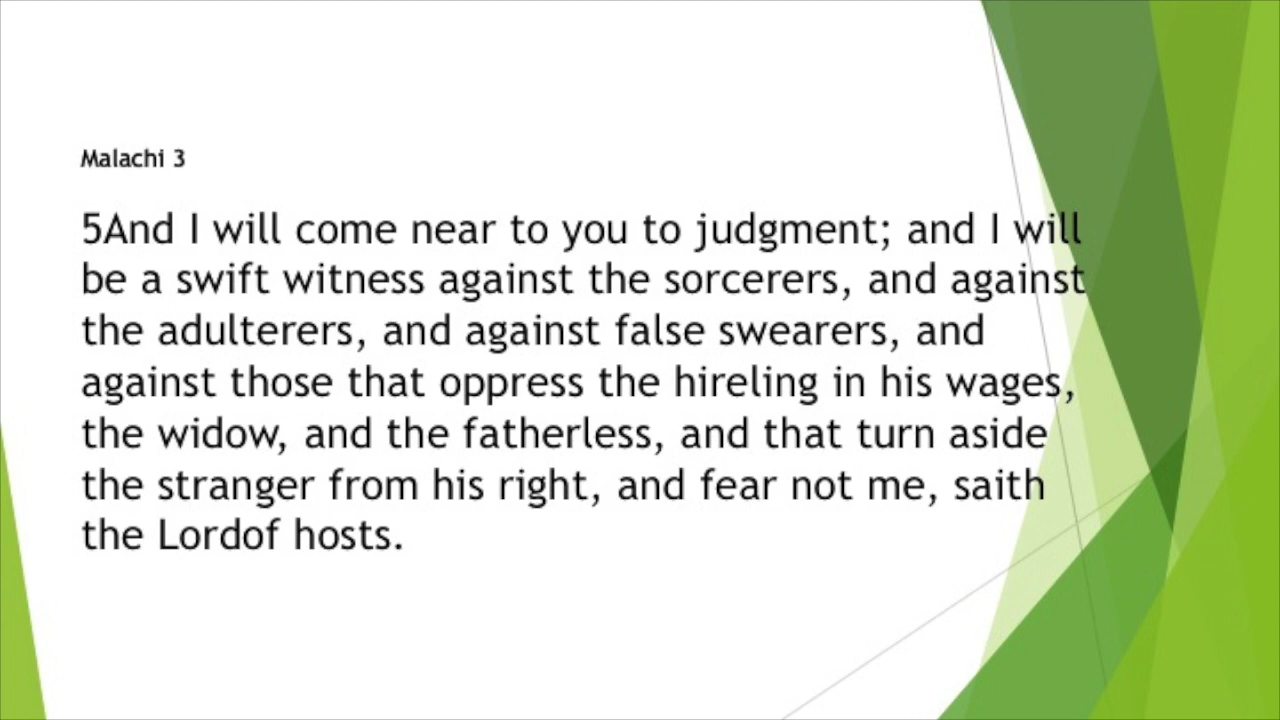 Malachi 3
5And I will come near to you to judgment; and I will
be a swift witness against the sorcerers, and against
the adulterers, and against false swearers, and
against those that oppress the hireling in his wages,
the widow, and the fatherless, and that turn aside
the stranger from his right, and fear not me, saith
the Lordof hosts.